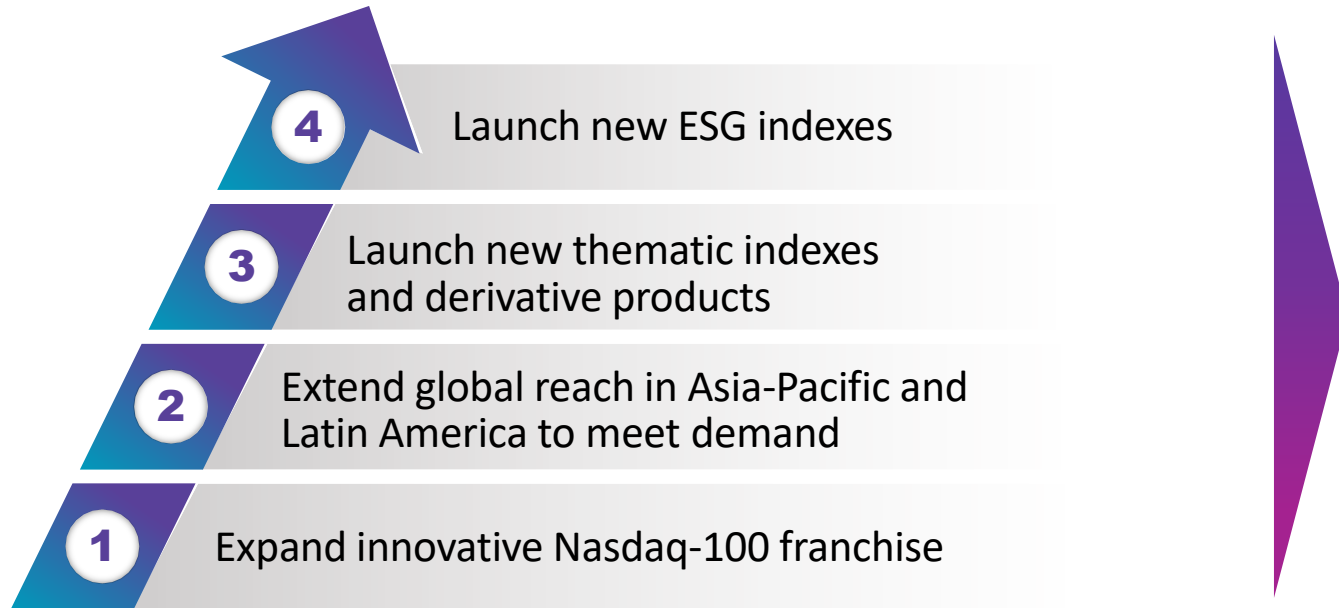 4
Launch new ESG indexes
3
Launch new thematic indexes
and derivative products
2
Extend global reach in Asia-Pacific and
Latin America to meet demand
1
Expand innovative Nasdaq-100 franchise